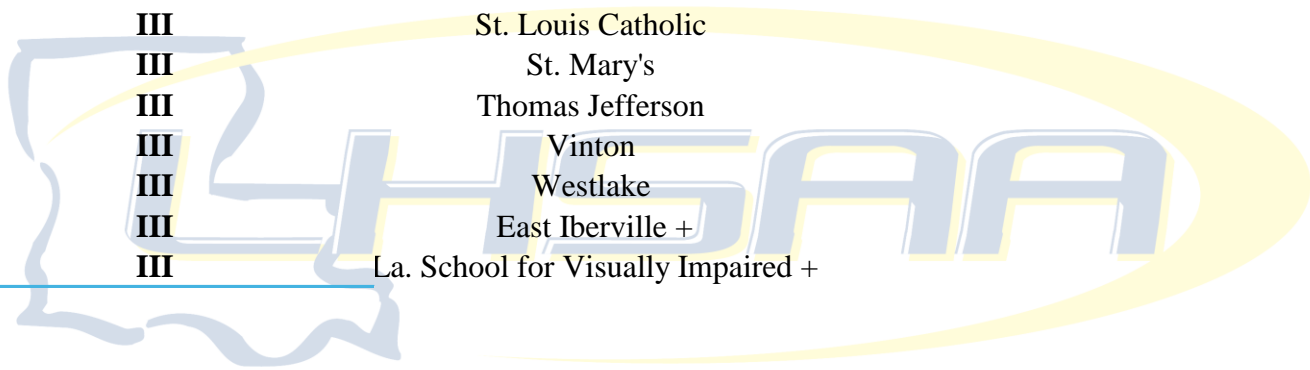 III St. Louis Catholic
III St. Mary's
III Thomas Jefferson
III Vinton
III Westlake
III East Iberville +
III La. School for Visually Impaired +
LHSAA